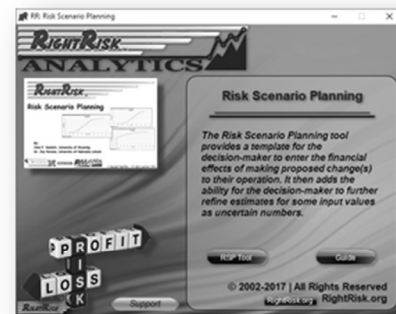 RR: Risk Scenario Planning
RIGHTRISK
ANALYTICS
RIGHTRISK
Risk Scenario Planning
Risk Scenario Planning
The Risk Scenario Planning tool
provides a template for the
decision-maker to enter the financial
effects of making proposed change(s)
to their operation. It then adds the
ability for the decision-maker to further
refine estimates for some input values
as uncertain numbers.
PROFIT
RISK
LOSS
RSP Tool
Guide
© 2002-2017 | All Rights Reserved
RightRisk.org RightRisk.org
RIGHTRISK
Support